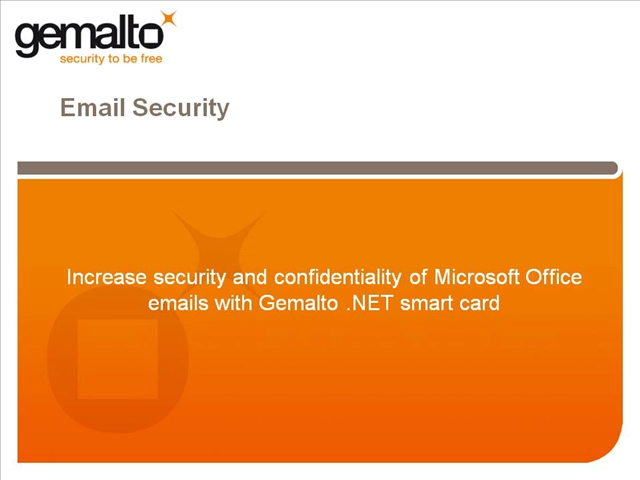 gemalto
security to be free
Email Security
Increase security and confidentiality of Microsoft Office
emails with Gemalto .NET smart card